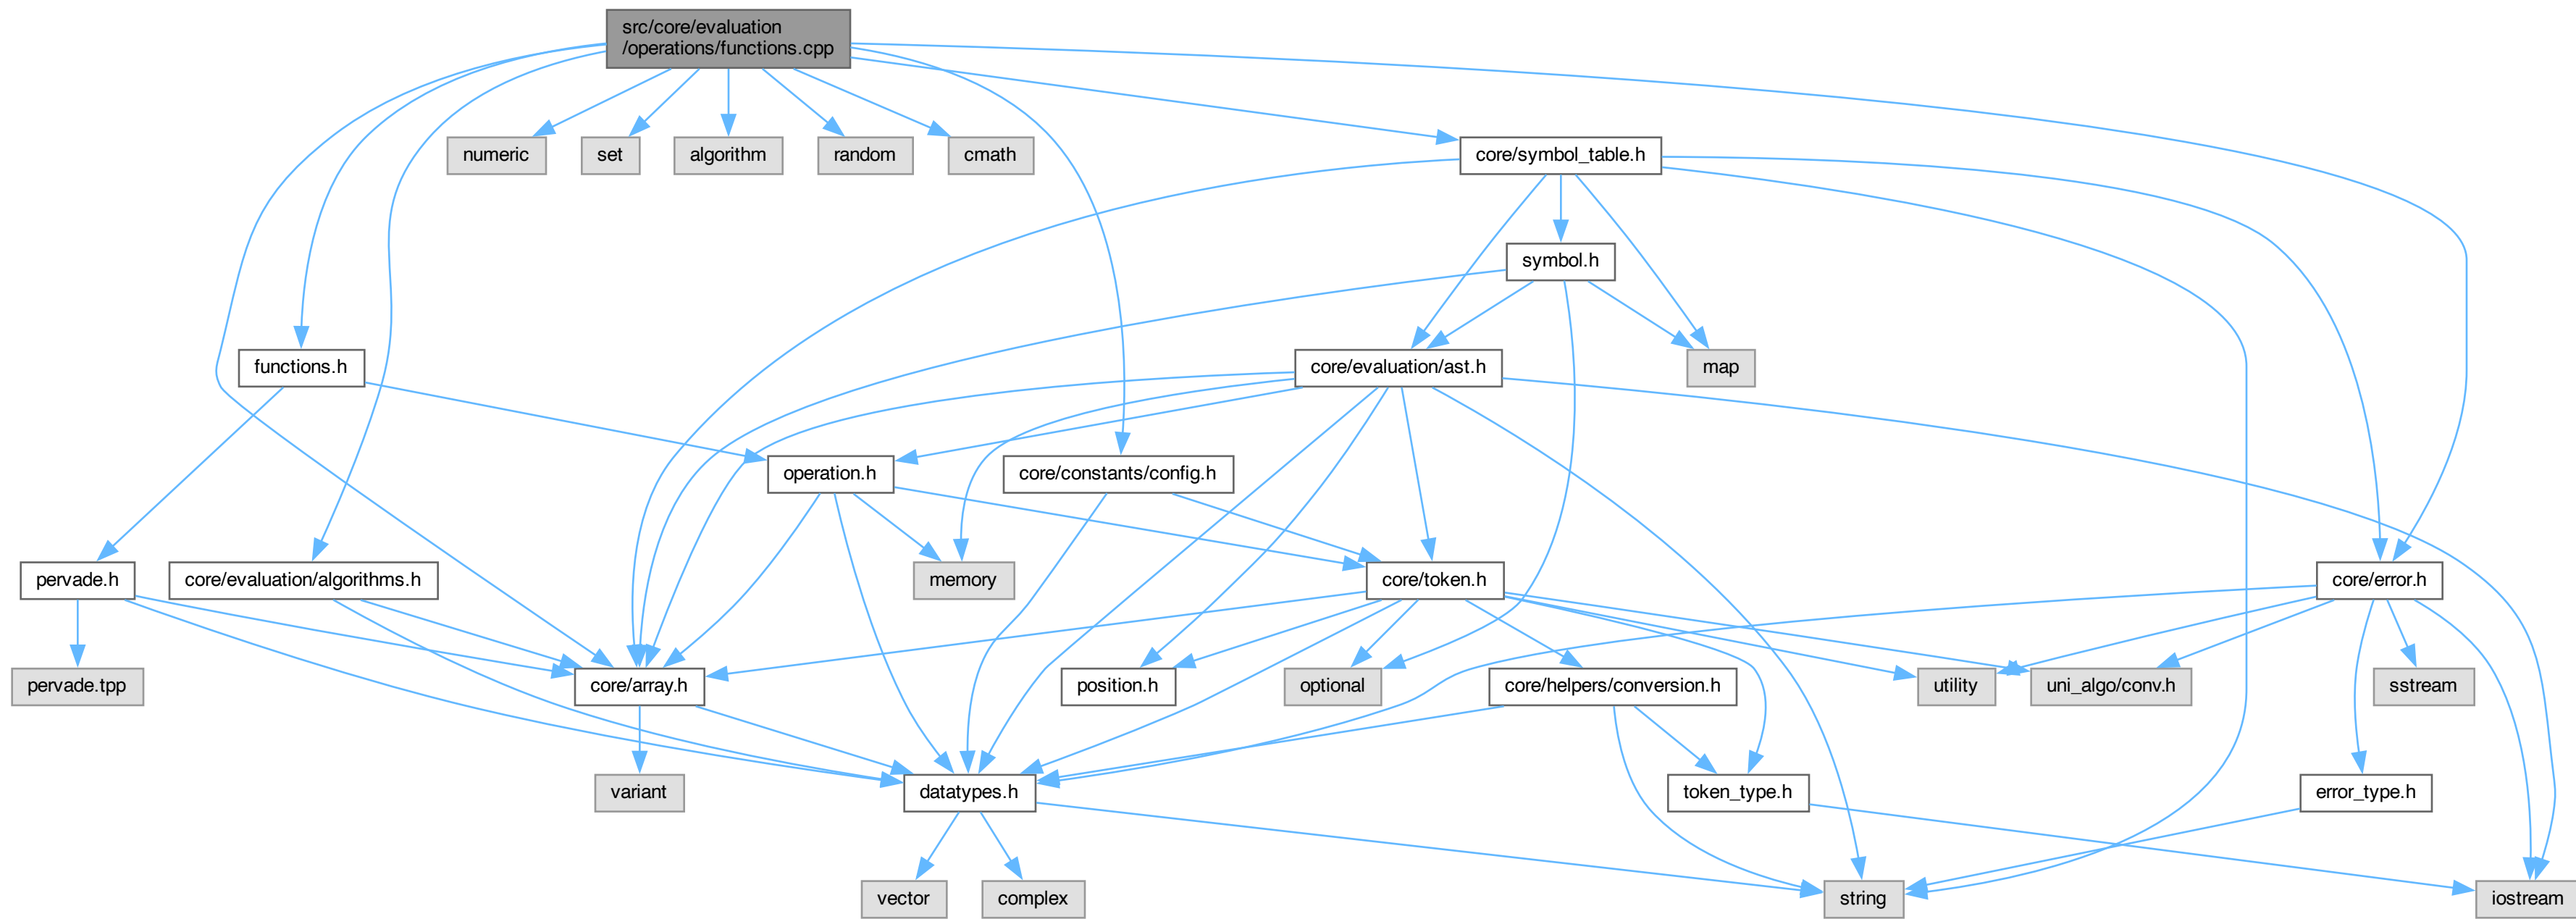 src/core/evaluation
/operations/functions.cpp
numeric
set
algorithm
random
cmath
core/symbol_table.h
symbol.h
functions.h
core/evaluation/ast.h
map
operation.h
core/constants/config.h
pervade.h
core/evaluation/algorithms.h
memory
core/token.h
core/error.h
pervade.tpp
core/array.h
position.h
optional
core/helpers/conversion.h
utility
uni_algo/conv.h
sstream
variant
datatypes.h
token_type.h
error_type.h
vector
complex
string
iostream